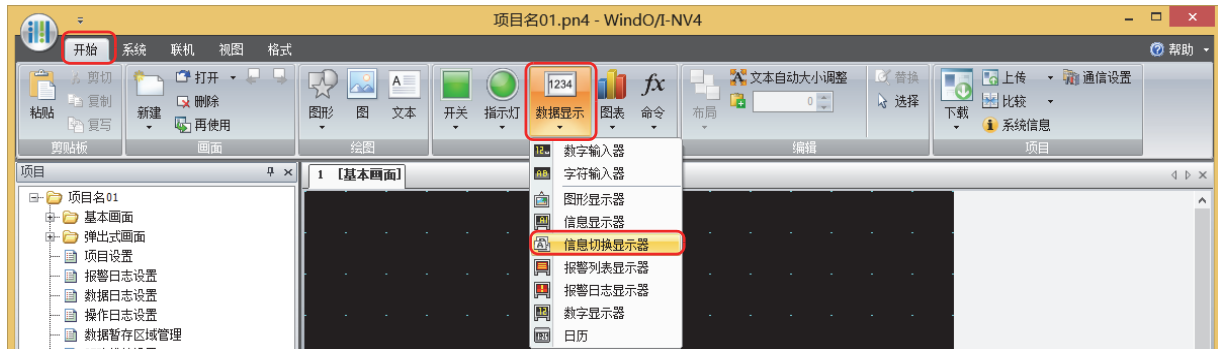 项目名01.pn4 - WindO/I-NV4
开始 系统 联机 视图 格式 帮助
粘贴 剪切 复制 复写
新建 打开 删除 再使用
图形 图 文本
开关 指示灯 1234 数据显示 图表 fx 命令
布局 文本自动大小调整 0 替换 选择
下载 上传 比较 系统信息 通信设置
剪贴板 画面 绘图 编辑 项目
项目
1 [基本画面]
项目名01
基本画面
弹出式画面
项目设置
报警日志设置
数据日志设置
操作日志设置
数据暂存区域管理
数字输入器
字符输入器
图形显示器
信息显示器
信息切换显示器
报警列表显示器
报警日志显示器
数字显示器
日历